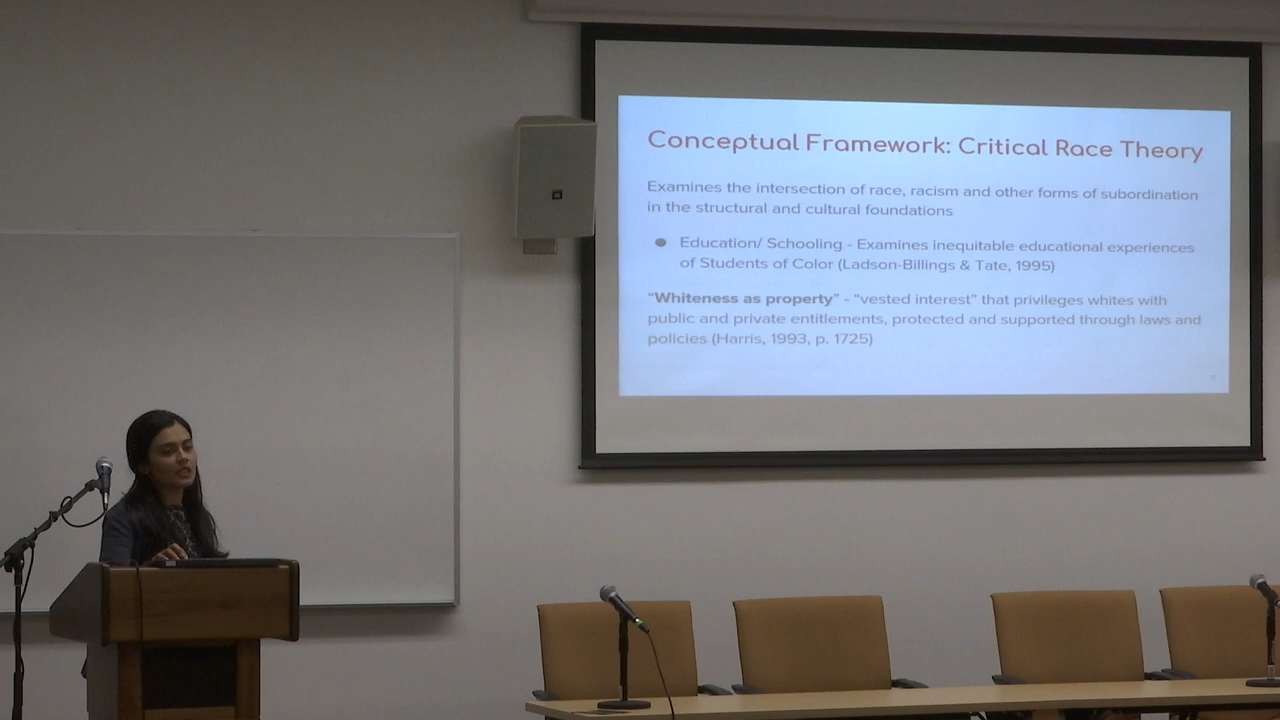 Conceptual Framework: Critical Race Theory
Examines the intersection of race, racism and other forms of subordination
in the structural and cultural foundations
● Education/ Schooling - Examines inequitable educational experiences
of Students of Color (Ladson-Billings & Tate, 1995)
"Whiteness as property" - "vested interest" that privileges whites with
public and private entitlements, protected and supported through laws and
policies (Harris, 1993, p. 1725)